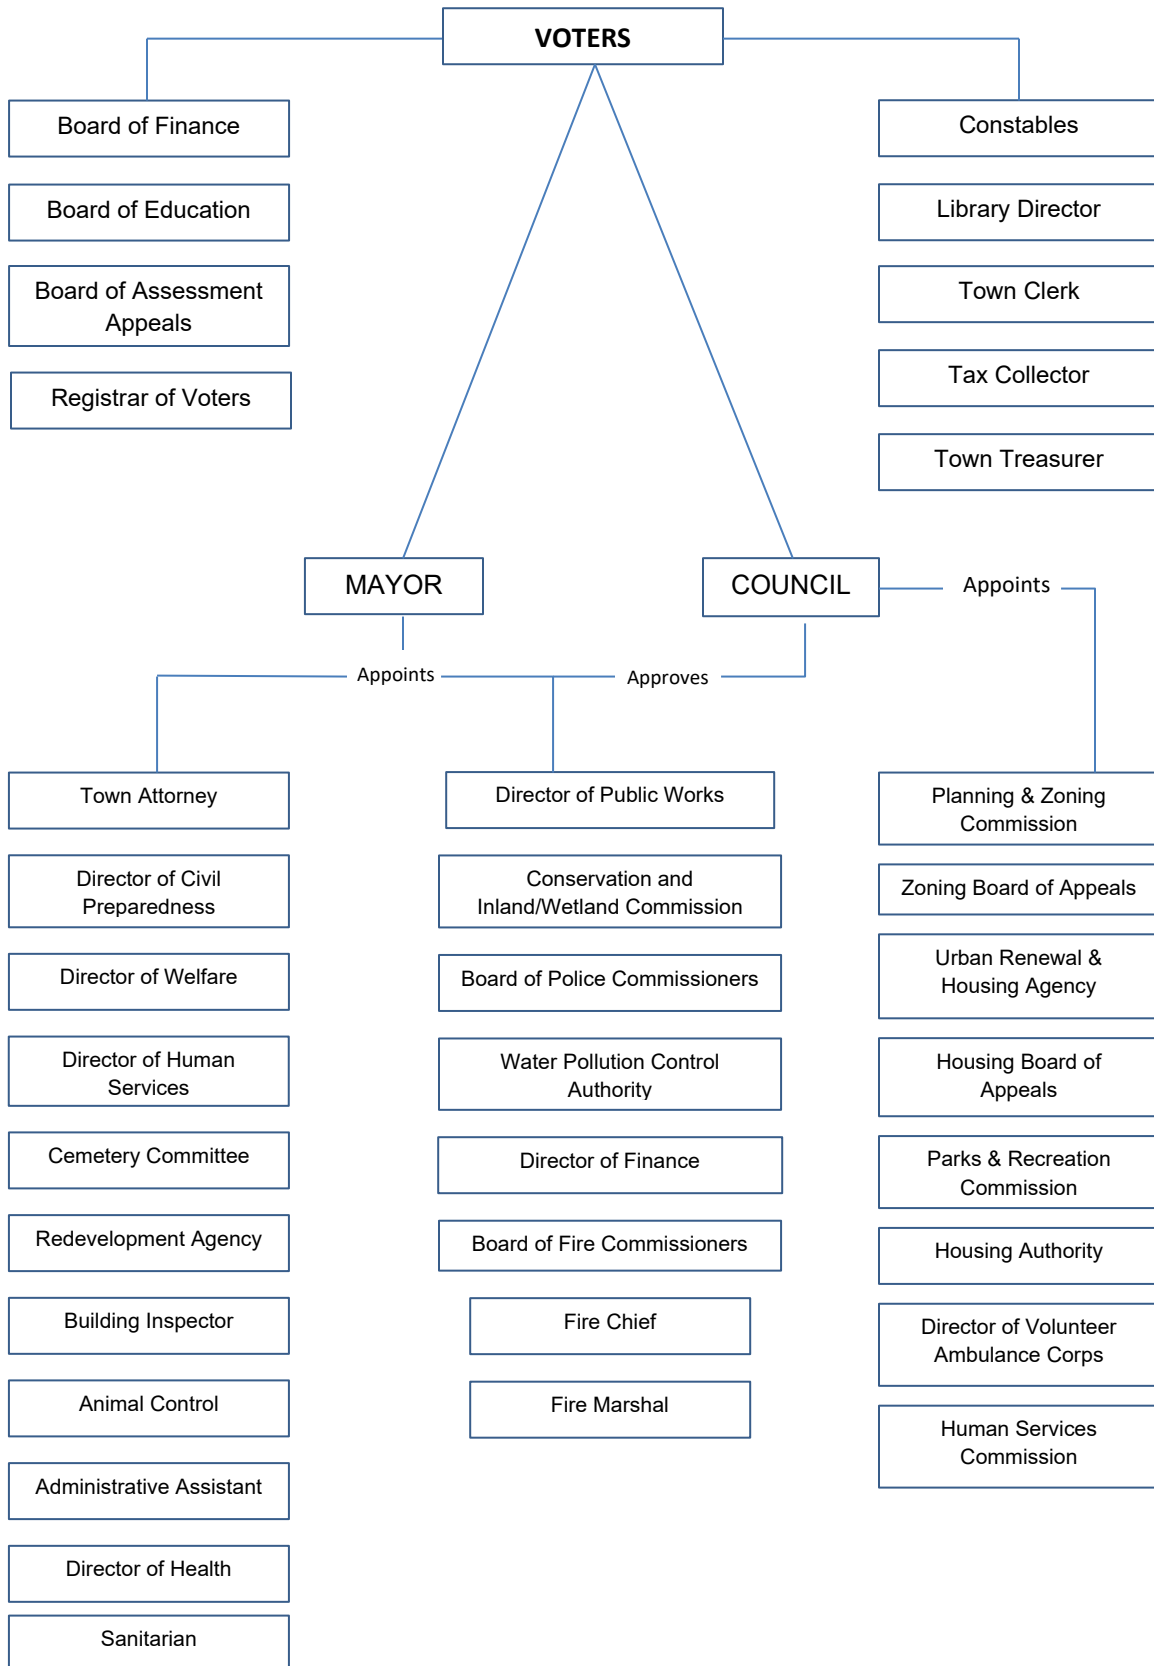 VOTERS
Board of Finance
Board of Education
Board of Assessment
Appeals
Registrar of Voters
Constables
Library Director
Town Clerk
Tax Collector
Town Treasurer
MAYOR
COUNCIL
Appoints
Appoints
Approves
Town Attorney
Director of Civil
Preparedness
Director of Welfare
Director of Human
Services
Cemetery Committee
Redevelopment Agency
Building Inspector
Animal Control
Administrative Assistant
Director of Health
Sanitarian
Director of Public Works
Conservation and
Inland/Wetland Commission
Board of Police Commissioners
Water Pollution Control
Authority
Director of Finance
Board of Fire Commissioners
Fire Chief
Fire Marshal
Planning & Zoning
Commission
Zoning Board of Appeals
Urban Renewal &
Housing Agency
Housing Board of
Appeals
Parks & Recreation
Commission
Housing Authority
Director of Volunteer
Ambulance Corps
Human Services
Commission